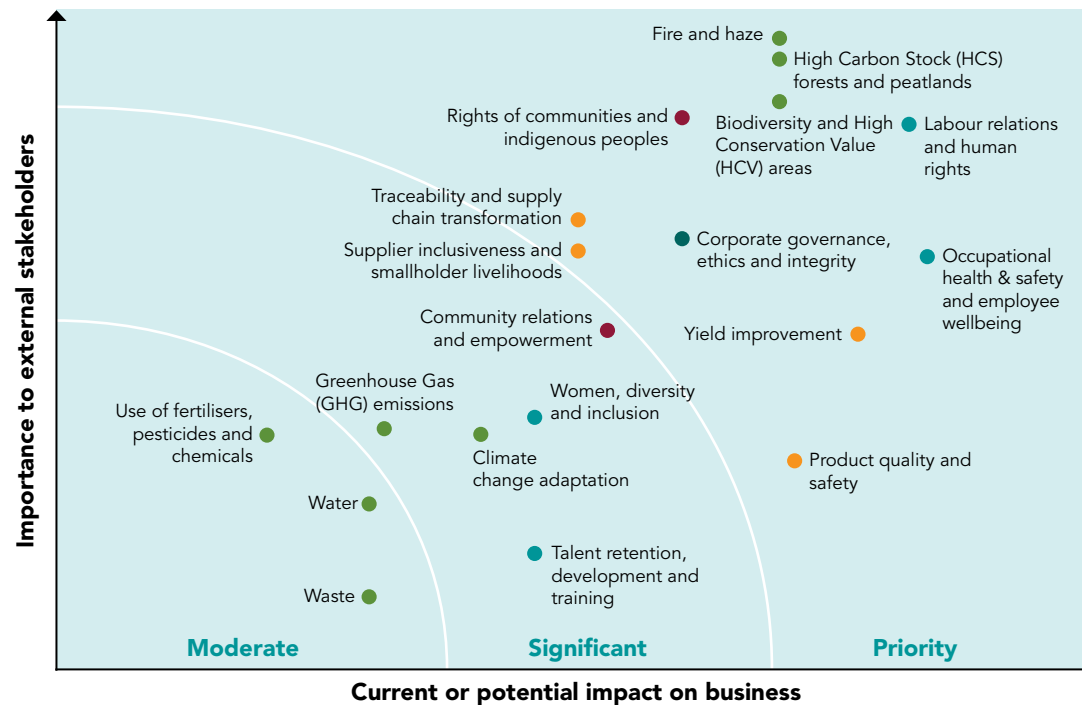 Importance to external stakeholders
Fire and haze
High Carbon Stock (HCS)
forests and peatlands
Rights of communities and
indigenous peoples
Biodiversity and High
Conservation Value
(HCV) areas
Labour relations
and human
rights
Traceability and supply
chain transformation
Supplier inclusiveness and
smallholder livelihoods
Corporate governance,
ethics and integrity
Occupational
health & safety
and employee
wellbeing
Community relations
and empowerment
Yield improvement
Greenhouse Gas
(GHG) emissions
Women, diversity
and inclusion
Use of fertilisers,
pesticides and
chemicals
Climate
change adaptation
Product quality and
safety
Water
Talent retention,
development and
training
Waste
Moderate
Significant
Priority
Current or potential impact on business